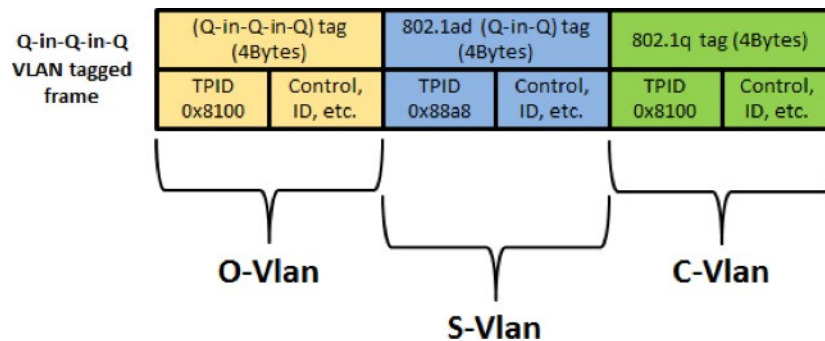 Q-in-Q-in-Q
VLAN tagged
frame
(Q-in-Q-in-Q) tag
(4Bytes)
802.1ad (Q-in-Q) tag
(4Bytes)
802.1q tag (4Bytes)
TPID
0x8100
Control,
ID, etc.
TPID
0x88a8
Control,
ID, etc.
TPID
0x8100
Control,
ID, etc.
O-Vlan
S-Vlan
C-Vlan